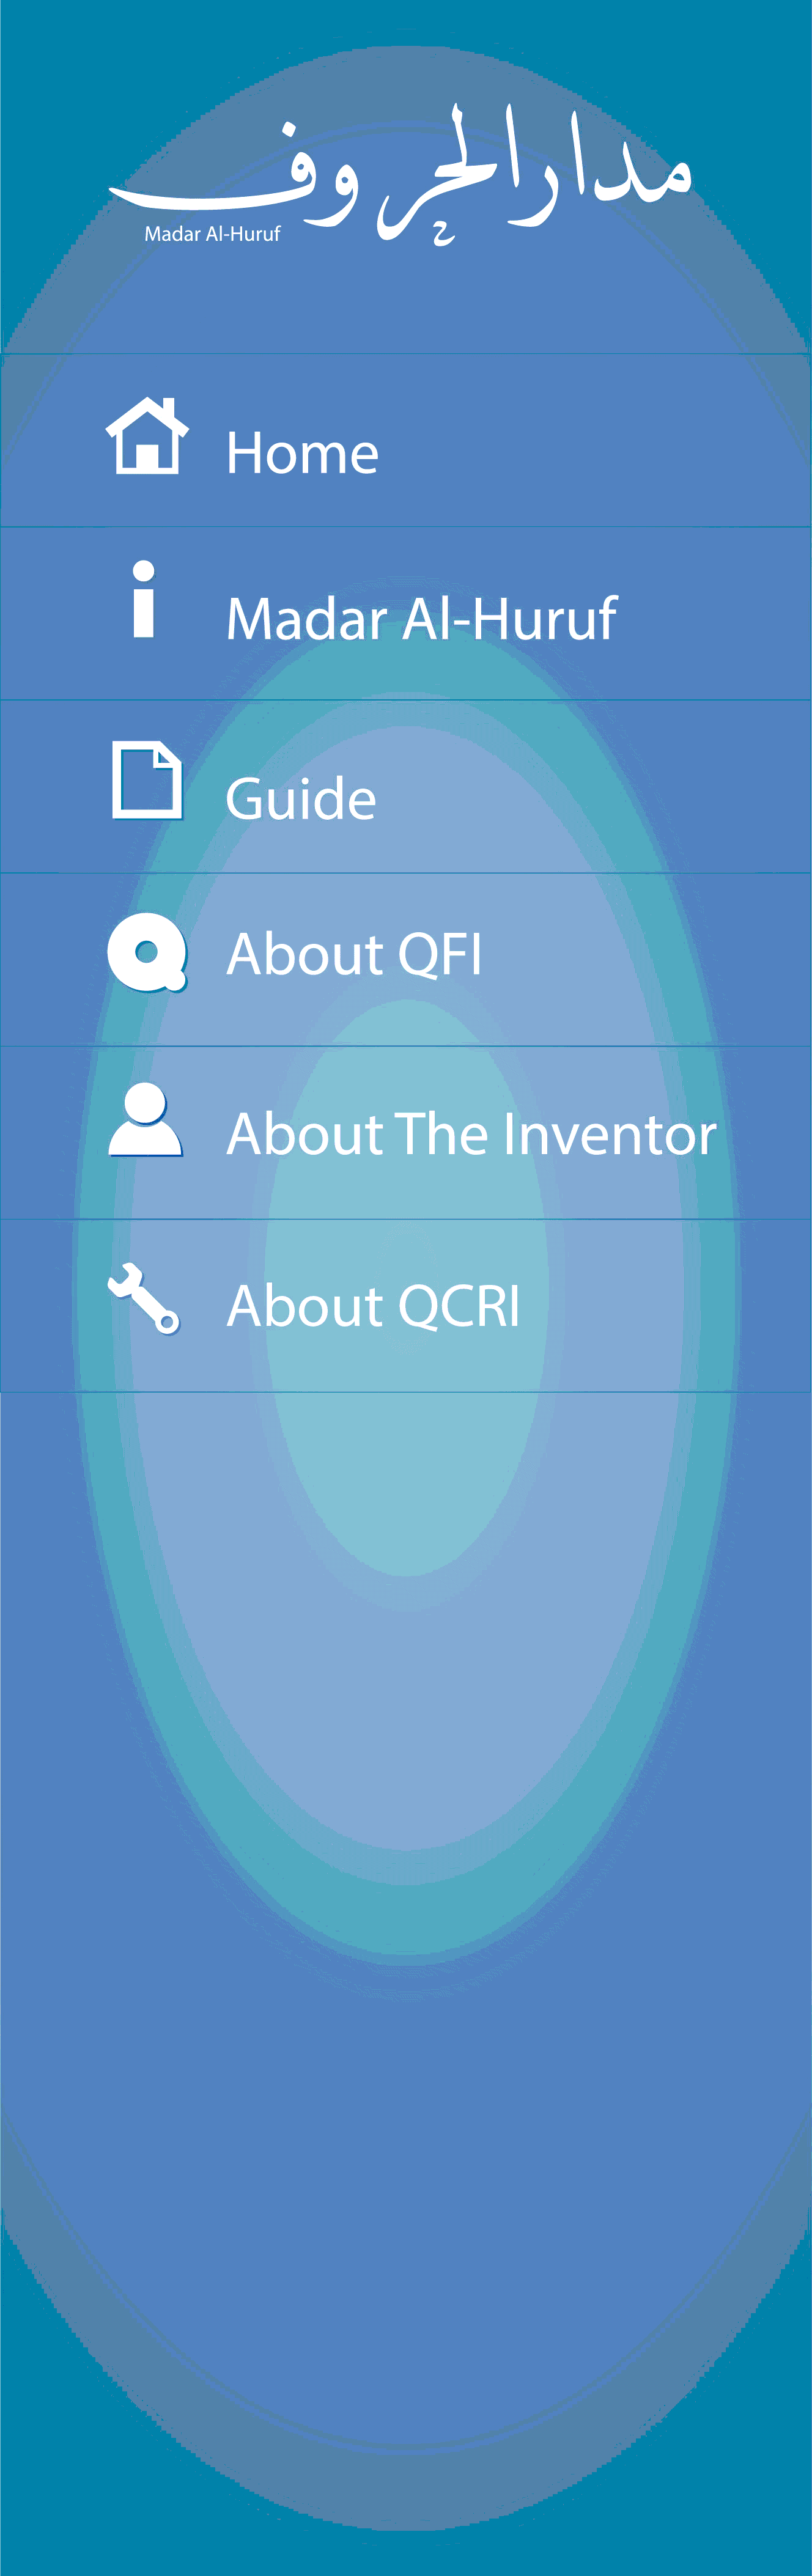 مدار الحروف
Madar Al-Huruf
Home
Madar Al-Huruf
Guide
About QFI
About The Inventor
About QCRI